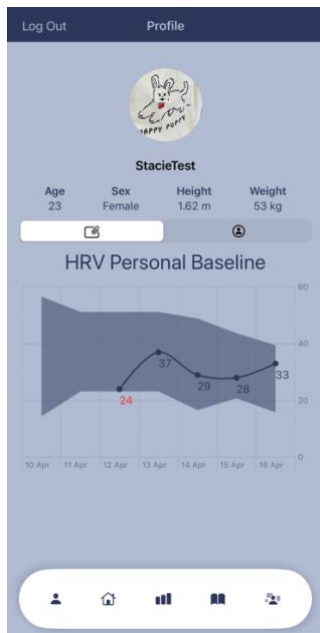 Log Out Profile
HAPPY PUPPY
StacieTest
Age Sex Height Weight
23 Female 1.62 m 53 kg
HRV Personal Baseline
60
40
37
33
29
28
24
20
0
10 Apr 11 Apr 12 Apr 13 Apr 14 Apr 15 Apr 16 Apr